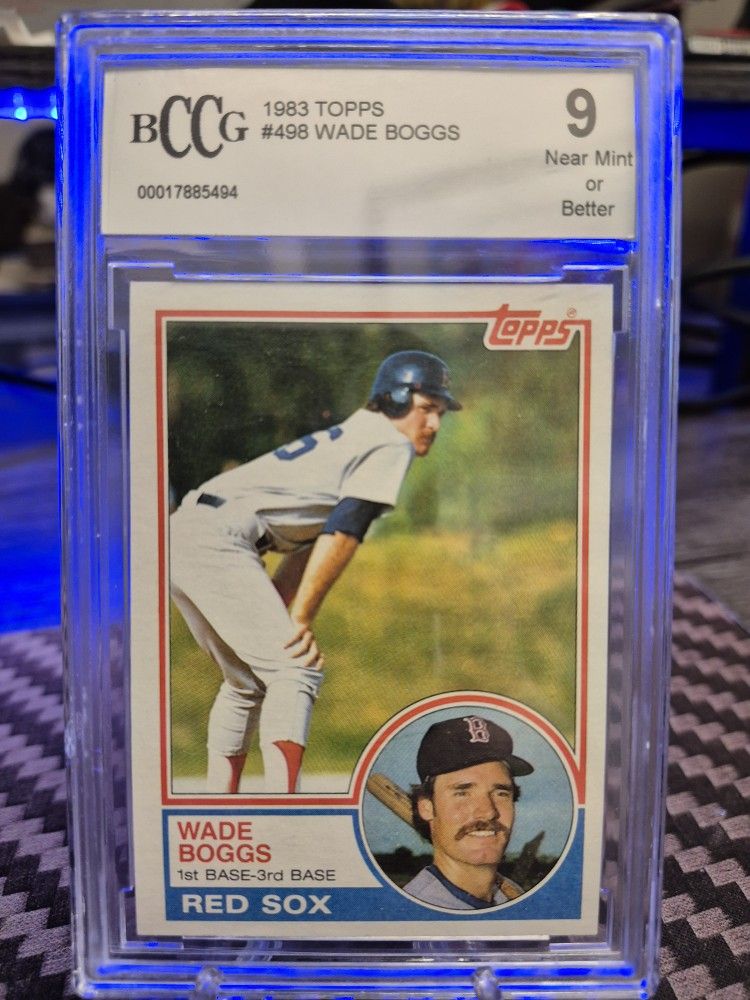 BCCG
1983 TOPPS
#498 WADE BOGGS
00017885494
9
Near Mint
or
Better
Topps®
6
B
WADE
BOGGS
1st BASE-3rd BASE
RED SOX